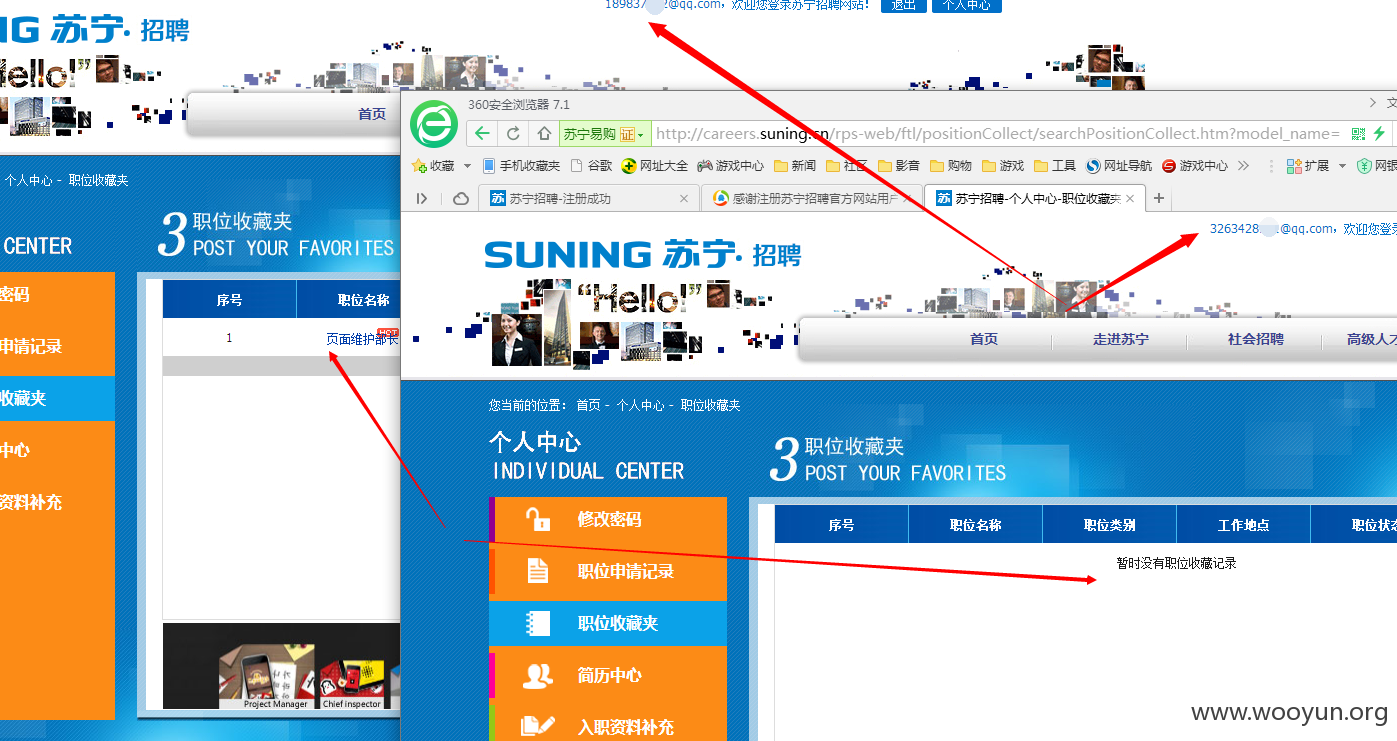 189837 2@qq.com，欢迎您登录苏宁招聘网站！ 退出 个人中心
NG 苏宁·招聘
Hello!”
首页
个人中心 - 职位收藏夹
CENTER
3 职位收藏夹
POST YOUR FAVORITES
密码
申请记录
收藏夹
中心
资料补充
序号 职位名称
1 页面维护部长 HOT
Project Manager Chief inspector
360安全浏览器 7.1
苏宁易购 证 http://careers.suning.cn/rps-web/ftl/positionCollect/searchPositionCollect.htm?model_name=
收藏 手机收藏夹 谷歌 网址大全 游戏中心 新闻 社区 影音 购物 游戏 工具 网址导航 游戏中心 扩展 网银
苏宁招聘-注册成功 感谢注册苏宁招聘官方网站用户 苏宁招聘-个人中心-职位收藏夹
3263428 @qq.com，欢迎您登录
SUNING 苏宁·招聘
“Hello!”
首页 走进苏宁 社会招聘 高级人才
您当前的位置： 首页 - 个人中心 - 职位收藏夹
个人中心
INDIVIDUAL CENTER
3 职位收藏夹
POST YOUR FAVORITES
修改密码
职位申请记录
职位收藏夹
简历中心
入职资料补充
序号 职位名称 职位类别 工作地点 职位状态
暂时没有职位收藏记录
www.wooyun.org